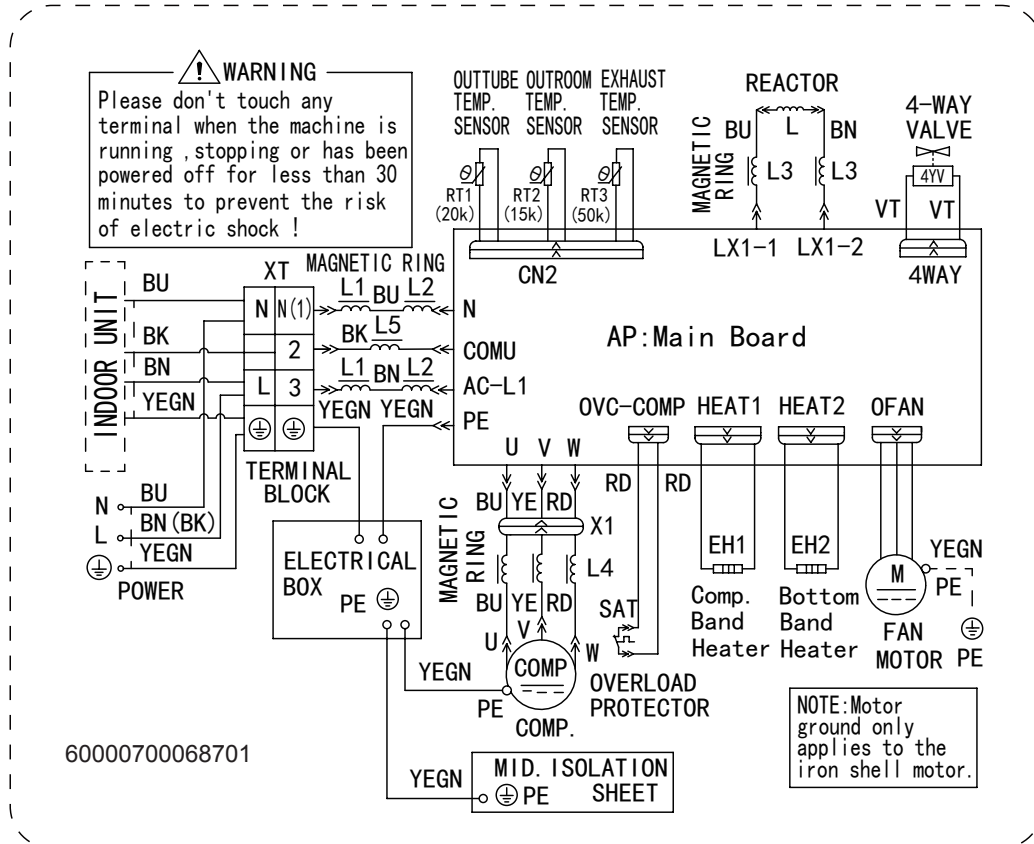 WARNING
Please don't touch any
terminal when the machine is
running ,stopping or has been
powered off for less than 30
minutes to prevent the risk
of electric shock !
OUTTUBE OUTROOM EXHAUST
TEMP. TEMP. TEMP.
SENSOR SENSOR SENSOR
RT1 RT2 RT3
(20k) (15k) (50k)
CN2
MAGNETIC RING
REACTOR
BU L BN
L3 L3
LX1-1 LX1-2
4-WAY
VALVE
4YV
VT VT
4WAY
INDOOR UNIT
BU
BK
BN
YEGN
XT
N N(1)
2
L 3
TERMINAL
BLOCK
MAGNETIC RING
L1 BU L2
BK L5
L1 BN L2
YEGN YEGN
N
COMU
AC-L1
PE
AP:Main Board
U V W
OVC-COMP HEAT1 HEAT2 OFAN
N BU
L BN(BK)
YEGN
POWER
ELECTRICAL
BOX PE
MAGNETIC RING
BU YE RD
X1
L4
BU YE RD
U V W
COMP
PE
COMP.
YEGN
RD RD
SAT
OVERLOAD
PROTECTOR
EH1
Comp.
Band
Heater
EH2
Bottom
Band
Heater
M
YEGN
PE
FAN
MOTOR PE
NOTE:Motor
ground only
applies to the
iron shell motor.
60000700068701
YEGN
MID. ISOLATION
PE SHEET